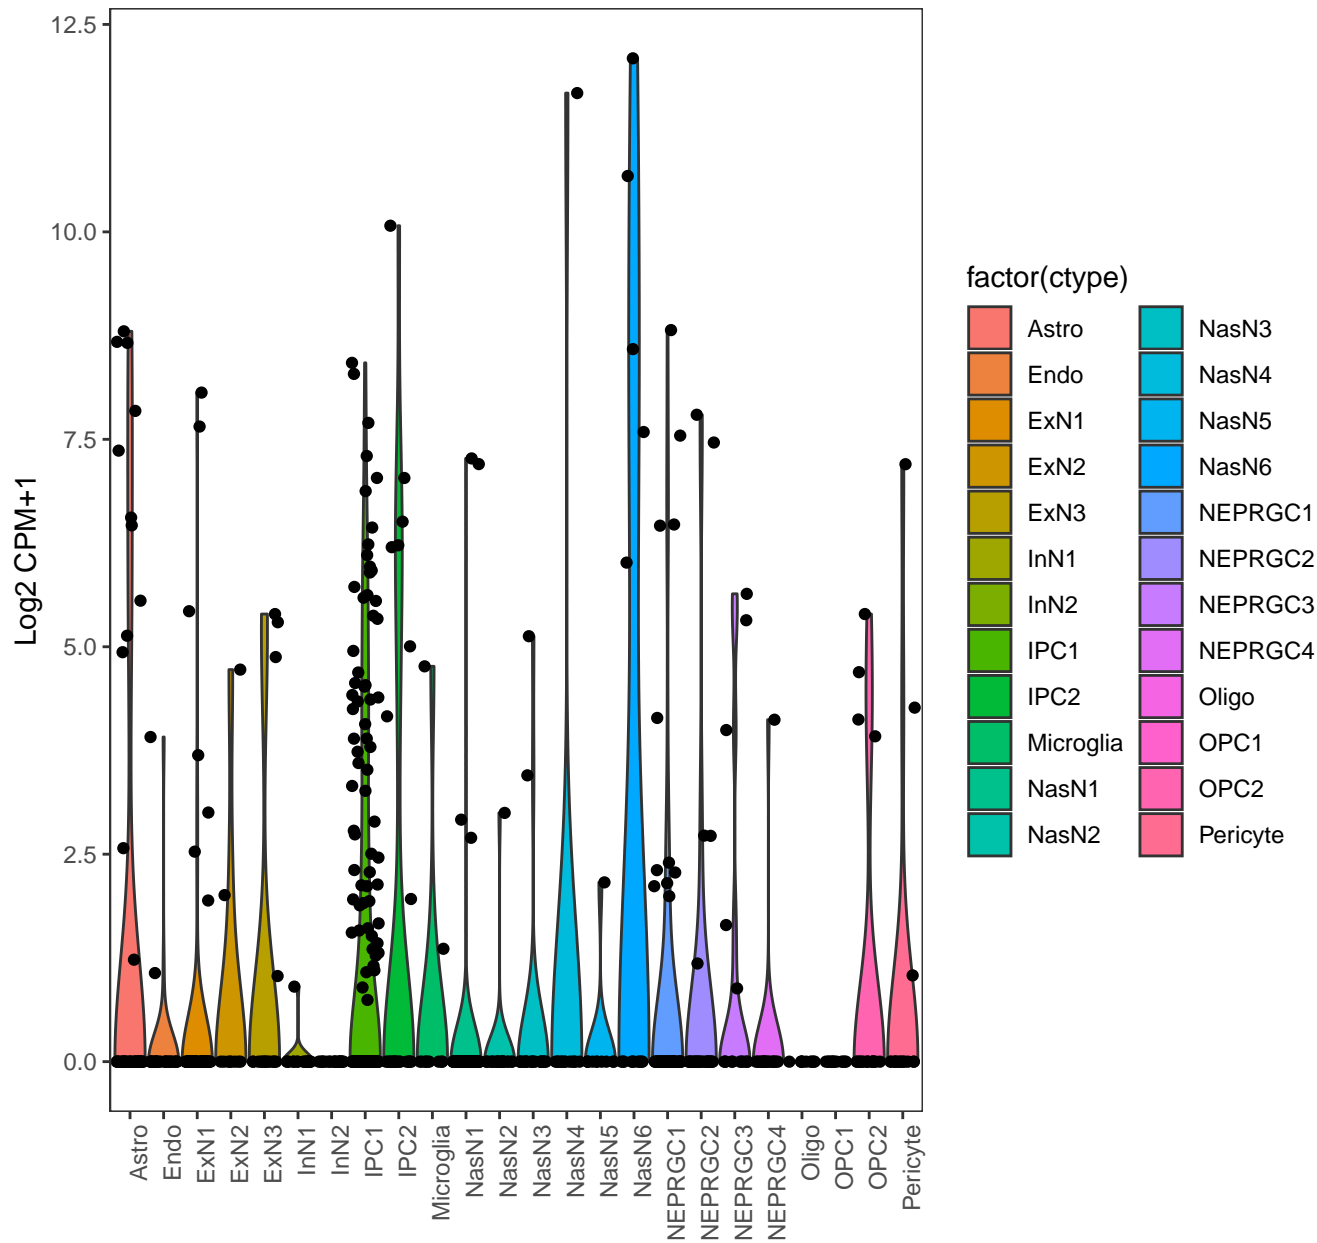 12.5
10.0
7.5
5.0
2.5
0.0
Log2 CPM+1
Astro
Endo
ExN1
ExN2
ExN3
InN1
InN2
IPC1
IPC2
Microglia
NasN1
NasN2
NasN3
NasN4
NasN5
NasN6
NEPRGC1
NEPRGC2
NEPRGC3
NEPRGC4
Oligo
OPC1
OPC2
Pericyte
factor(ctype)
Astro
Endo
ExN1
ExN2
ExN3
InN1
InN2
IPC1
IPC2
Microglia
NasN1
NasN2
NasN3
NasN4
NasN5
NasN6
NEPRGC1
NEPRGC2
NEPRGC3
NEPRGC4
Oligo
OPC1
OPC2
Pericyte